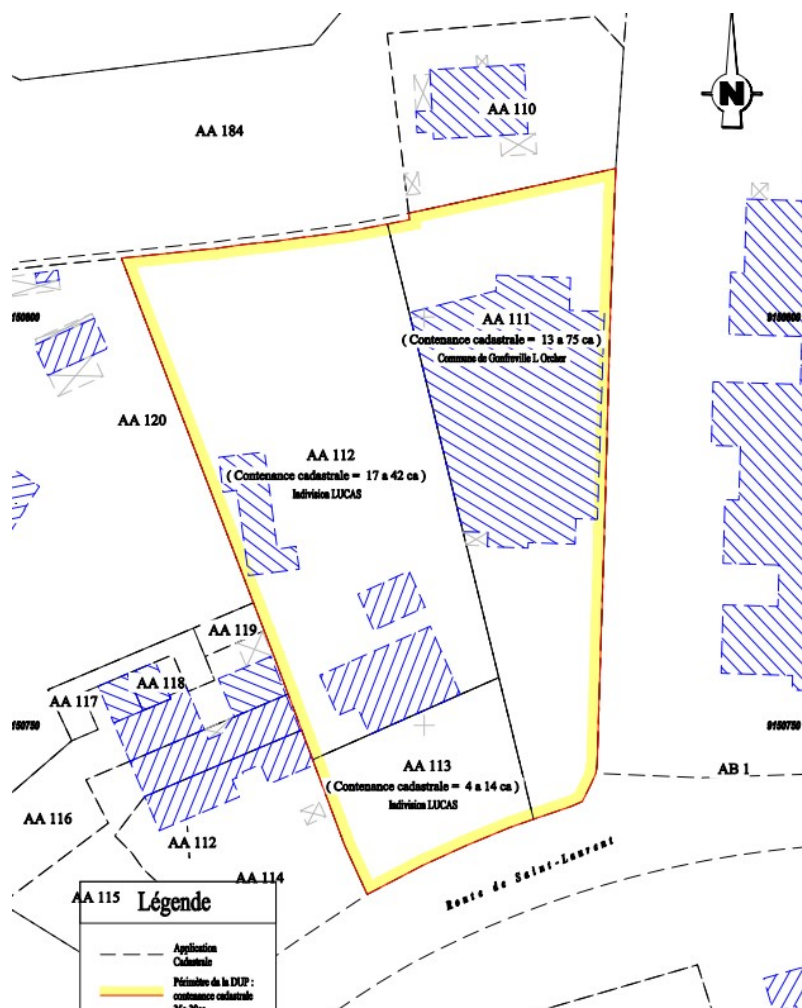 N
AA 110
AA 184
AA 111
( Contenance cadastrale = 13 a 75 ca )
Commune de Gonfreville L Orcher
9150800
AA 120
AA 112
( Contenance cadastrale = 17 a 42 ca )
Indivision LUCAS
AA 119
AA 118
AA 117
9150750
9150750
AA 113
( Contenance cadastrale = 4 a 14 ca )
Indivision LUCAS
AB 1
AA 116
AA 112
Route de Saint-Laurent
AA 114
AA 115
Légende
Application
Cadastrale
Périmètre de la DUP :
contenance cadastrale